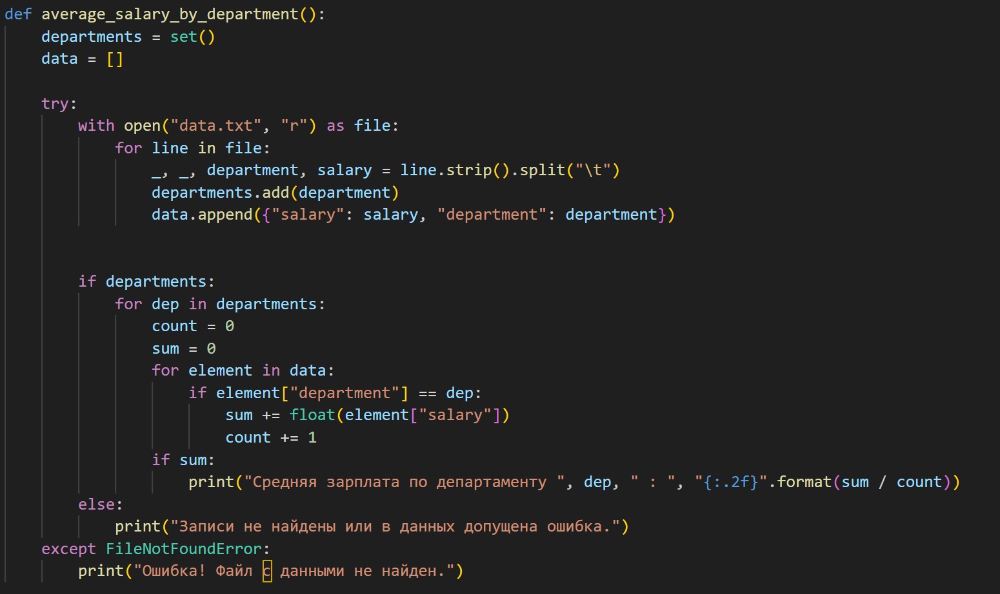 def average_salary_by_department():
    departments = set()
    data = []
    try:
        with open("data.txt", "r") as file:
            for line in file:
                _, _, department, salary = line.strip().split("\t")
                departments.add(department)
                data.append({"salary": salary, "department": department})
        if departments:
            for dep in departments:
                count = 0
                sum = 0
                for element in data:
                    if element["department"] == dep:
                        sum += float(element["salary"])
                        count += 1
                if sum:
                    print("Средняя зарплата по департаменту ", dep, " : ", "{:.2f}".format(sum / count))
        else:
            print("Записи не найдены или в данных допущена ошибка.")
    except FileNotFoundError:
        print("Ошибка! Файл с данными не найден.")